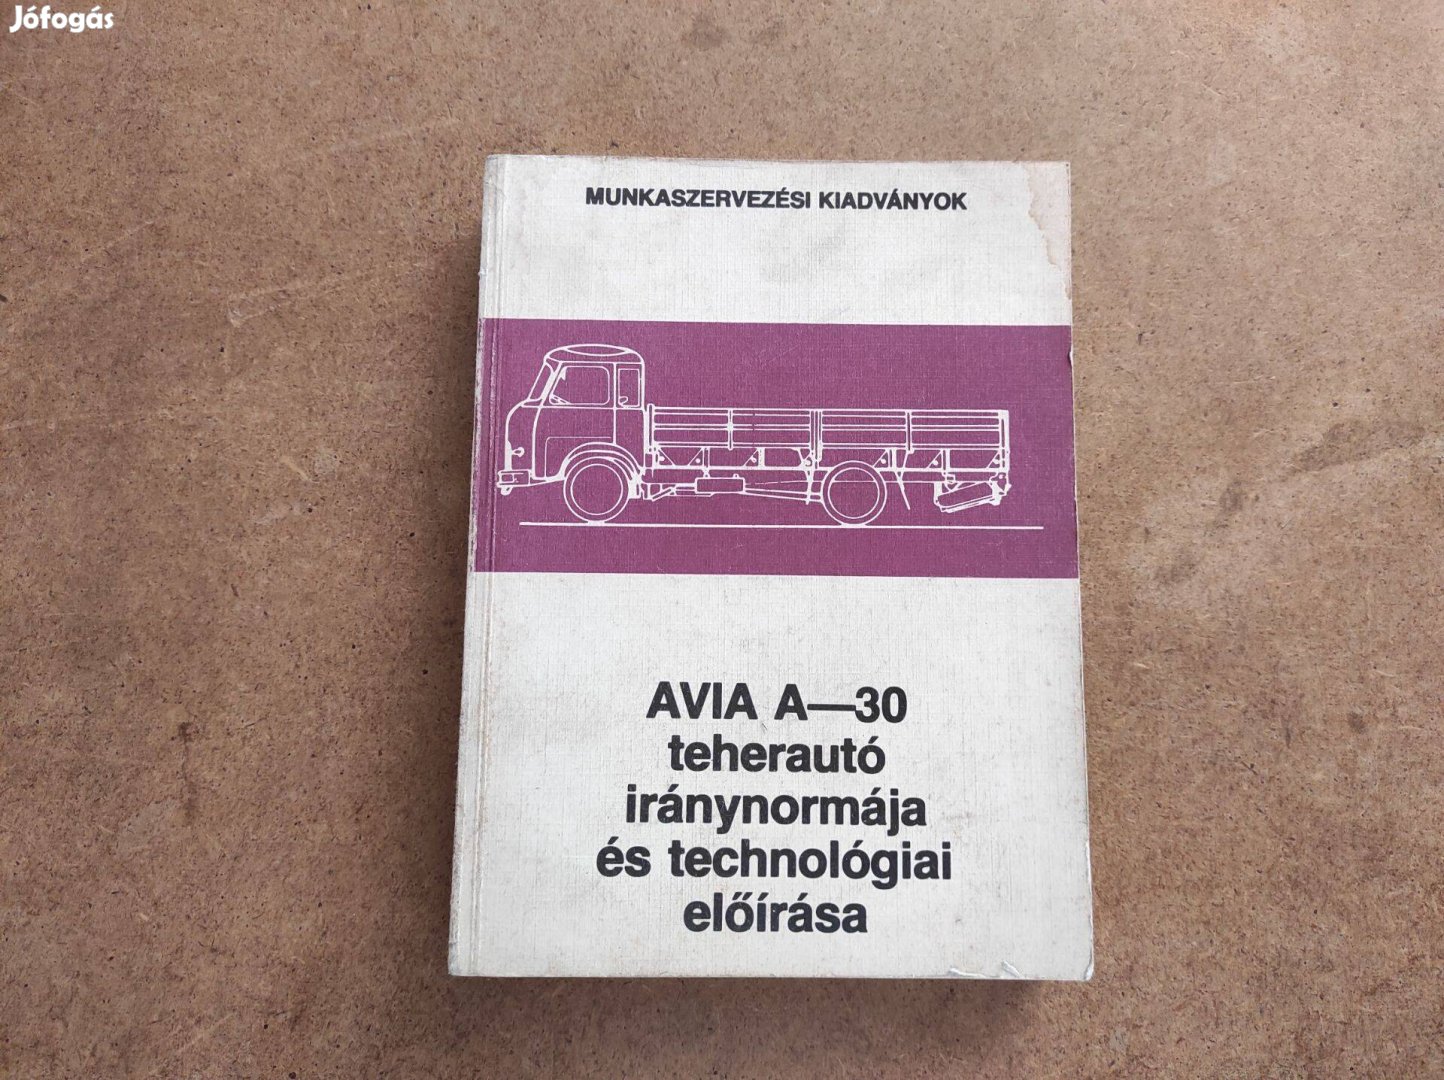 Jófogás
MUNKASZERVEZÉSI KIADVÁNYOK
AVIA A—30
teherautó
iránynormája
és technológiai
előírása